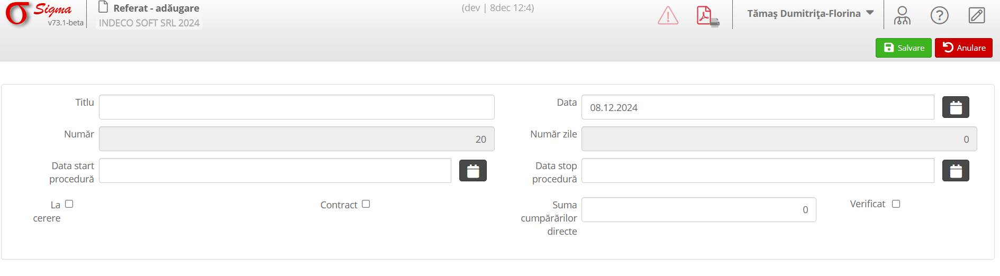 σ Sigma
v73.1-beta
Referat - adăugare
INDECO SOFT SRL 2024
(dev | 8dec 12:4)
Tămaş Dumitriţa-Florina
?
Salvare
Anulare
Titlu
Data
08.12.2024
Număr
20
Număr zile
0
Data start
procedură
Data stop
procedură
La
cerere
Contract
Suma
cumpărărilor
directe
0
Verificat